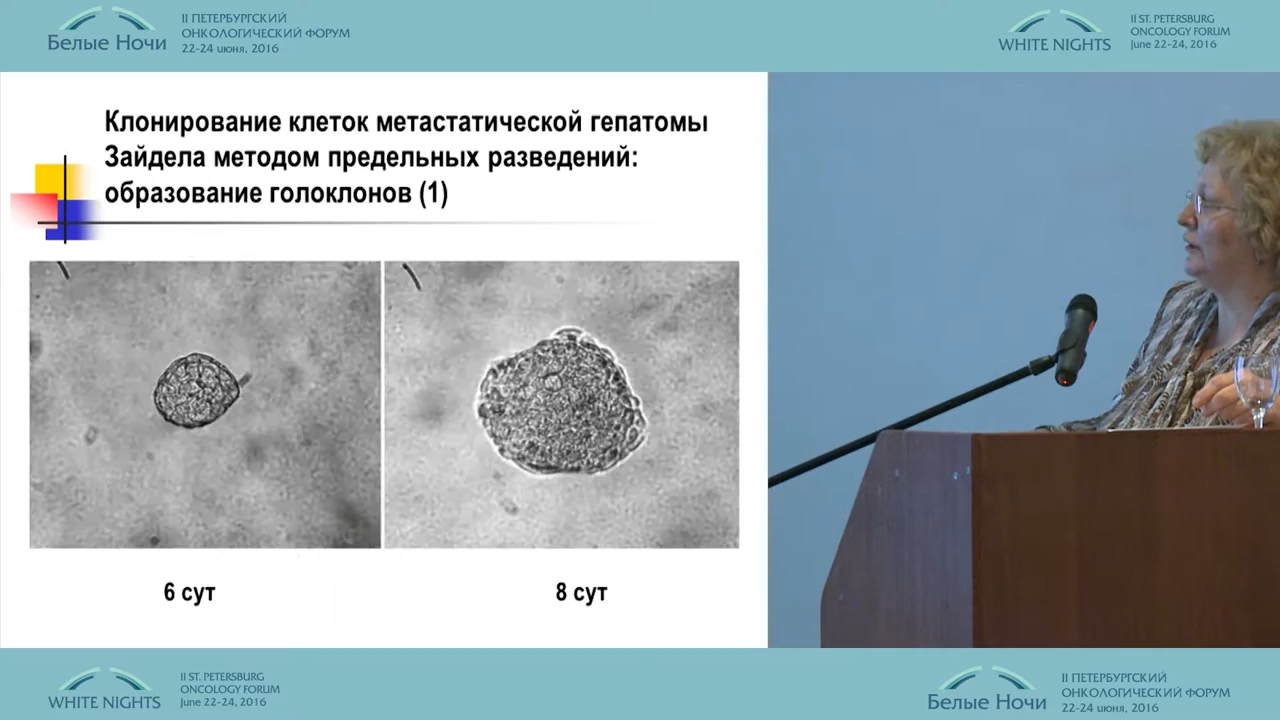 Белые Ночи
II ПЕТЕРБУРГСКИЙ
ОНКОЛОГИЧЕСКИЙ ФОРУМ
22-24 июня, 2016
WHITE NIGHTS
II ST. PETERSBURG
ONCOLOGY FORUM
June 22-24, 2016
Клонирование клеток метастатической гепатомы
Зайдела методом предельных разведений:
образование голоклонов (1)
6 сут
8 сут
WHITE NIGHTS
II ST. PETERSBURG
ONCOLOGY FORUM
June 22-24, 2016
Белые Ночи
II ПЕТЕРБУРГСКИЙ
ОНКОЛОГИЧЕСКИЙ ФОРУМ
22-24 июня, 2016